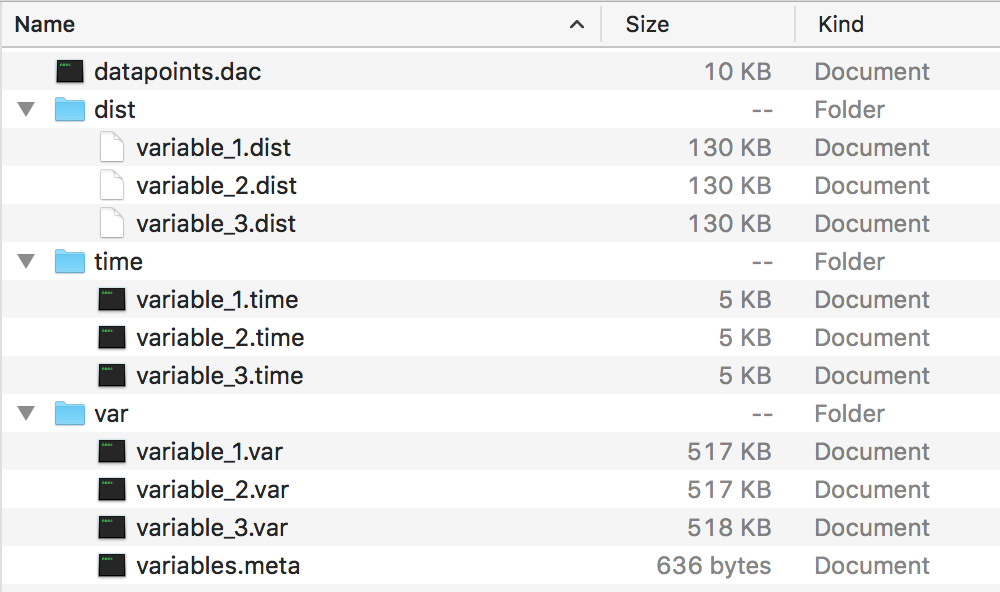 Name Size Kind
datapoints.dac 10 KB Document
dist -- Folder
variable_1.dist 130 KB Document
variable_2.dist 130 KB Document
variable_3.dist 130 KB Document
time -- Folder
variable_1.time 5 KB Document
variable_2.time 5 KB Document
variable_3.time 5 KB Document
var -- Folder
variable_1.var 517 KB Document
variable_2.var 517 KB Document
variable_3.var 518 KB Document
variables.meta 636 bytes Document